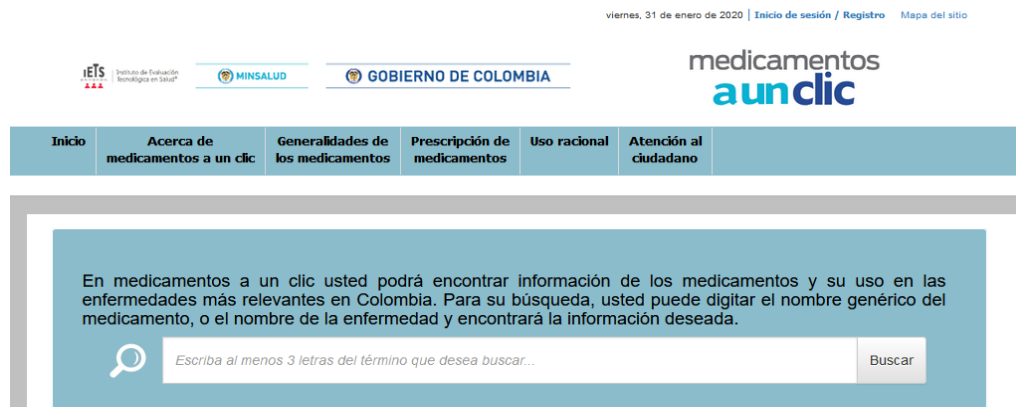 viernes, 31 de enero de 2020 | Inicio de sesión / Registro Mapa del sitio
iETS Instituto de Evaluación
Tecnológica en Salud®
MINSALUD
GOBIERNO DE COLOMBIA
medicamentos
a un clic
Inicio
Acerca de
medicamentos a un clic
Generalidades de
los medicamentos
Prescripción de
medicamentos
Uso racional
Atención al
ciudadano
En medicamentos a un clic usted podrá encontrar información de los medicamentos y su uso en las
enfermedades más relevantes en Colombia. Para su búsqueda, usted puede digitar el nombre genérico del
medicamento, o el nombre de la enfermedad y encontrará la información deseada.
Escriba al menos 3 letras del término que desea buscar...
Buscar